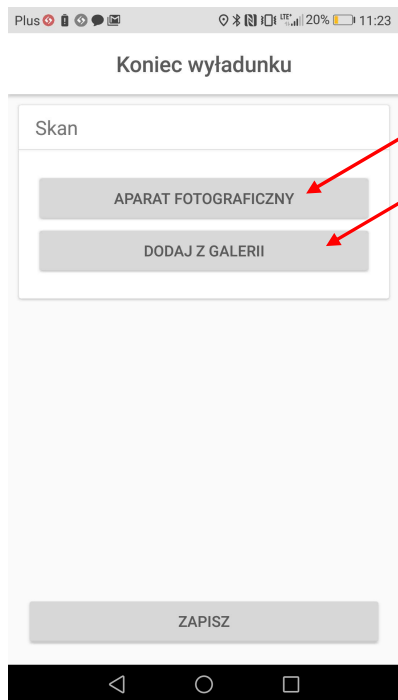 Plus 20% 11:23
Koniec wyładunku
Skan
APARAT FOTOGRAFICZNY
DODAJ Z GALERII
ZAPISZ